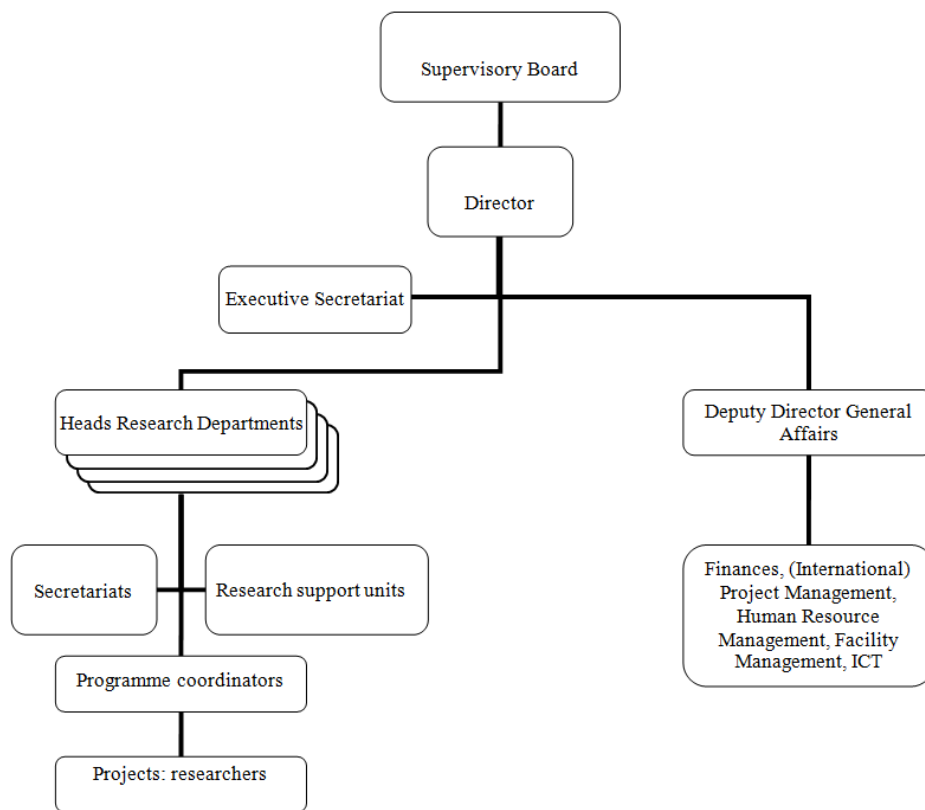 Supervisory Board
Director
Executive Secretariat
Heads Research Departments
Deputy Director General
Affairs
Secretariats
Research support units
Finances, (International)
Project Management,
Human Resource
Management, Facility
Management, ICT
Programme coordinators
Projects: researchers